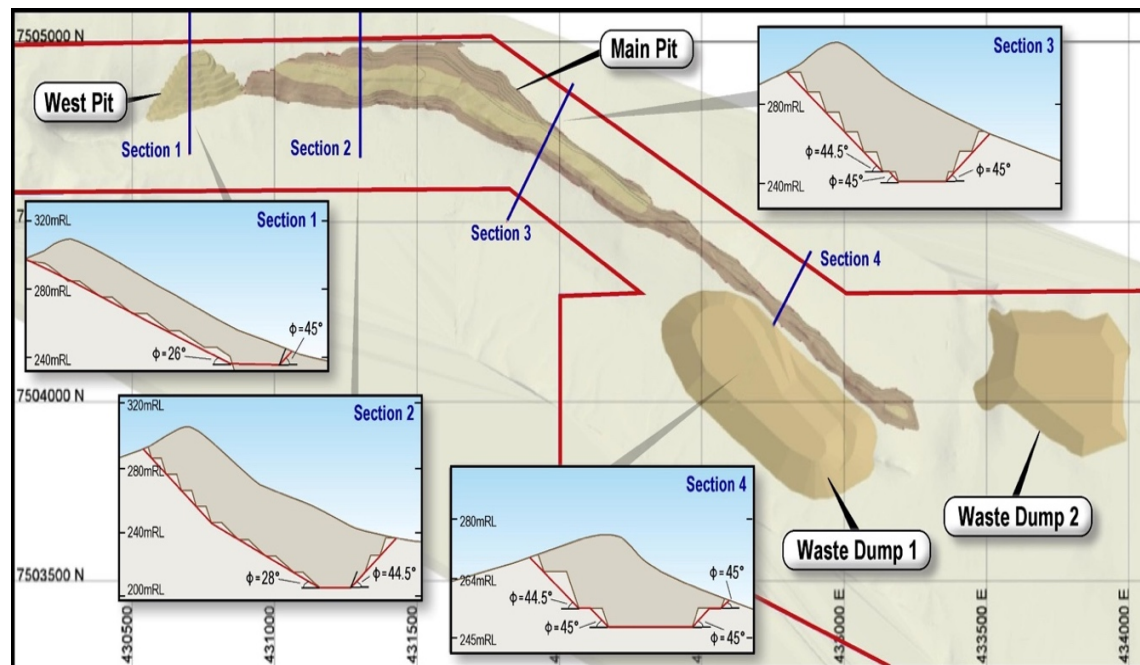 7505000 N
West Pit
Main Pit
Section 1
Section 2
Section 3
Section 4
Section 3
280mRL
240mRL
ϕ=44.5°
ϕ=45°
ϕ=45°
Section 1
320mRL
280mRL
240mRL
ϕ=26°
ϕ=45°
7504000 N
Section 2
320mRL
280mRL
240mRL
200mRL
ϕ=28°
ϕ=44.5°
Section 4
280mRL
264mRL
245mRL
ϕ=44.5°
ϕ=45°
ϕ=45°
ϕ=45°
Waste Dump 1
Waste Dump 2
7503500 N
430500
431000
431500
433000 E
433500 E
434000 E